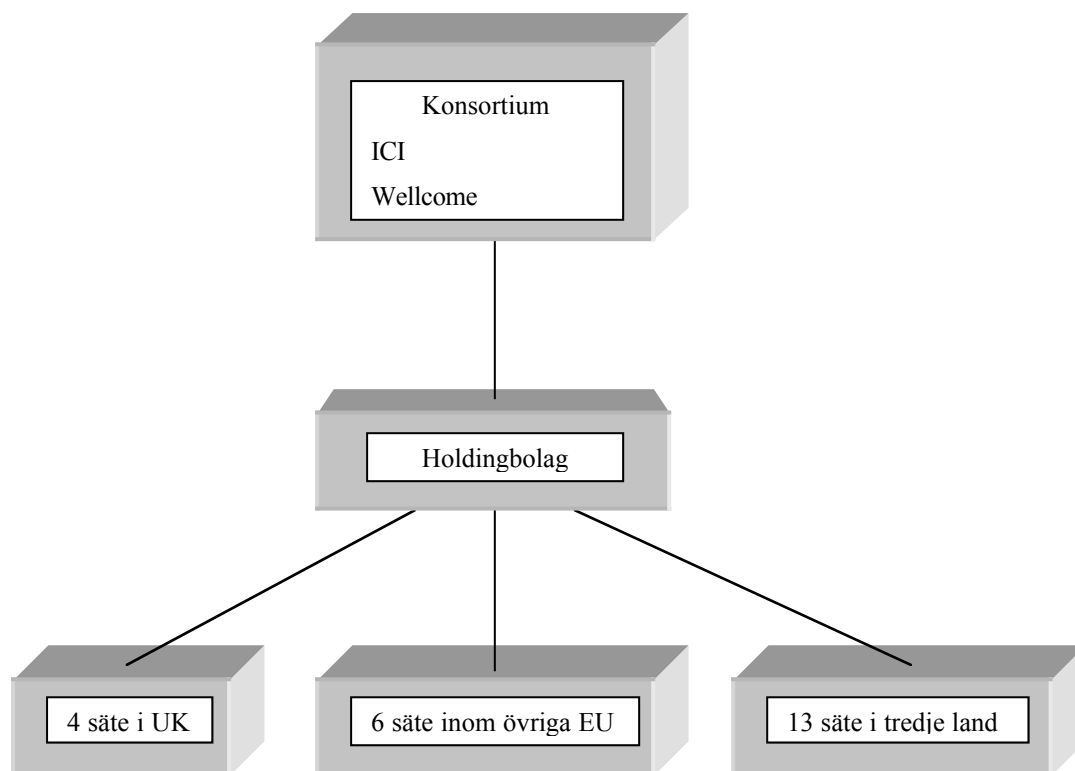 Konsortium
ICI
Wellcome
Holdingbolag
4 säte i UK
6 säte inom övriga EU
13 säte i tredje land